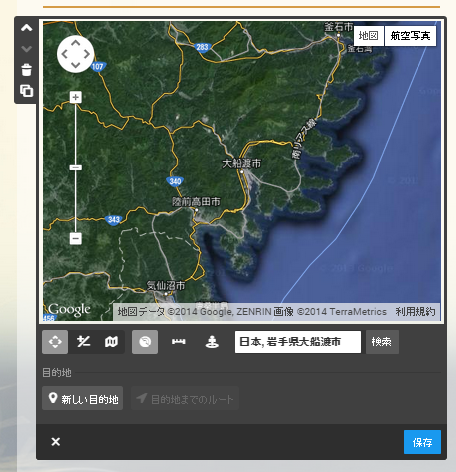 釜石市
釜石湾
地図 航空写真
283
107
南リアス線
大船渡市
340
陸前高田市
343
気仙沼市
456
Google
地図データ ©2014 Google, ZENRIN 画像 ©2014 TerraMetrics 利用規約
日本, 岩手県大船渡市 検索
目的地
新しい目的地 目的地までのルート
保存